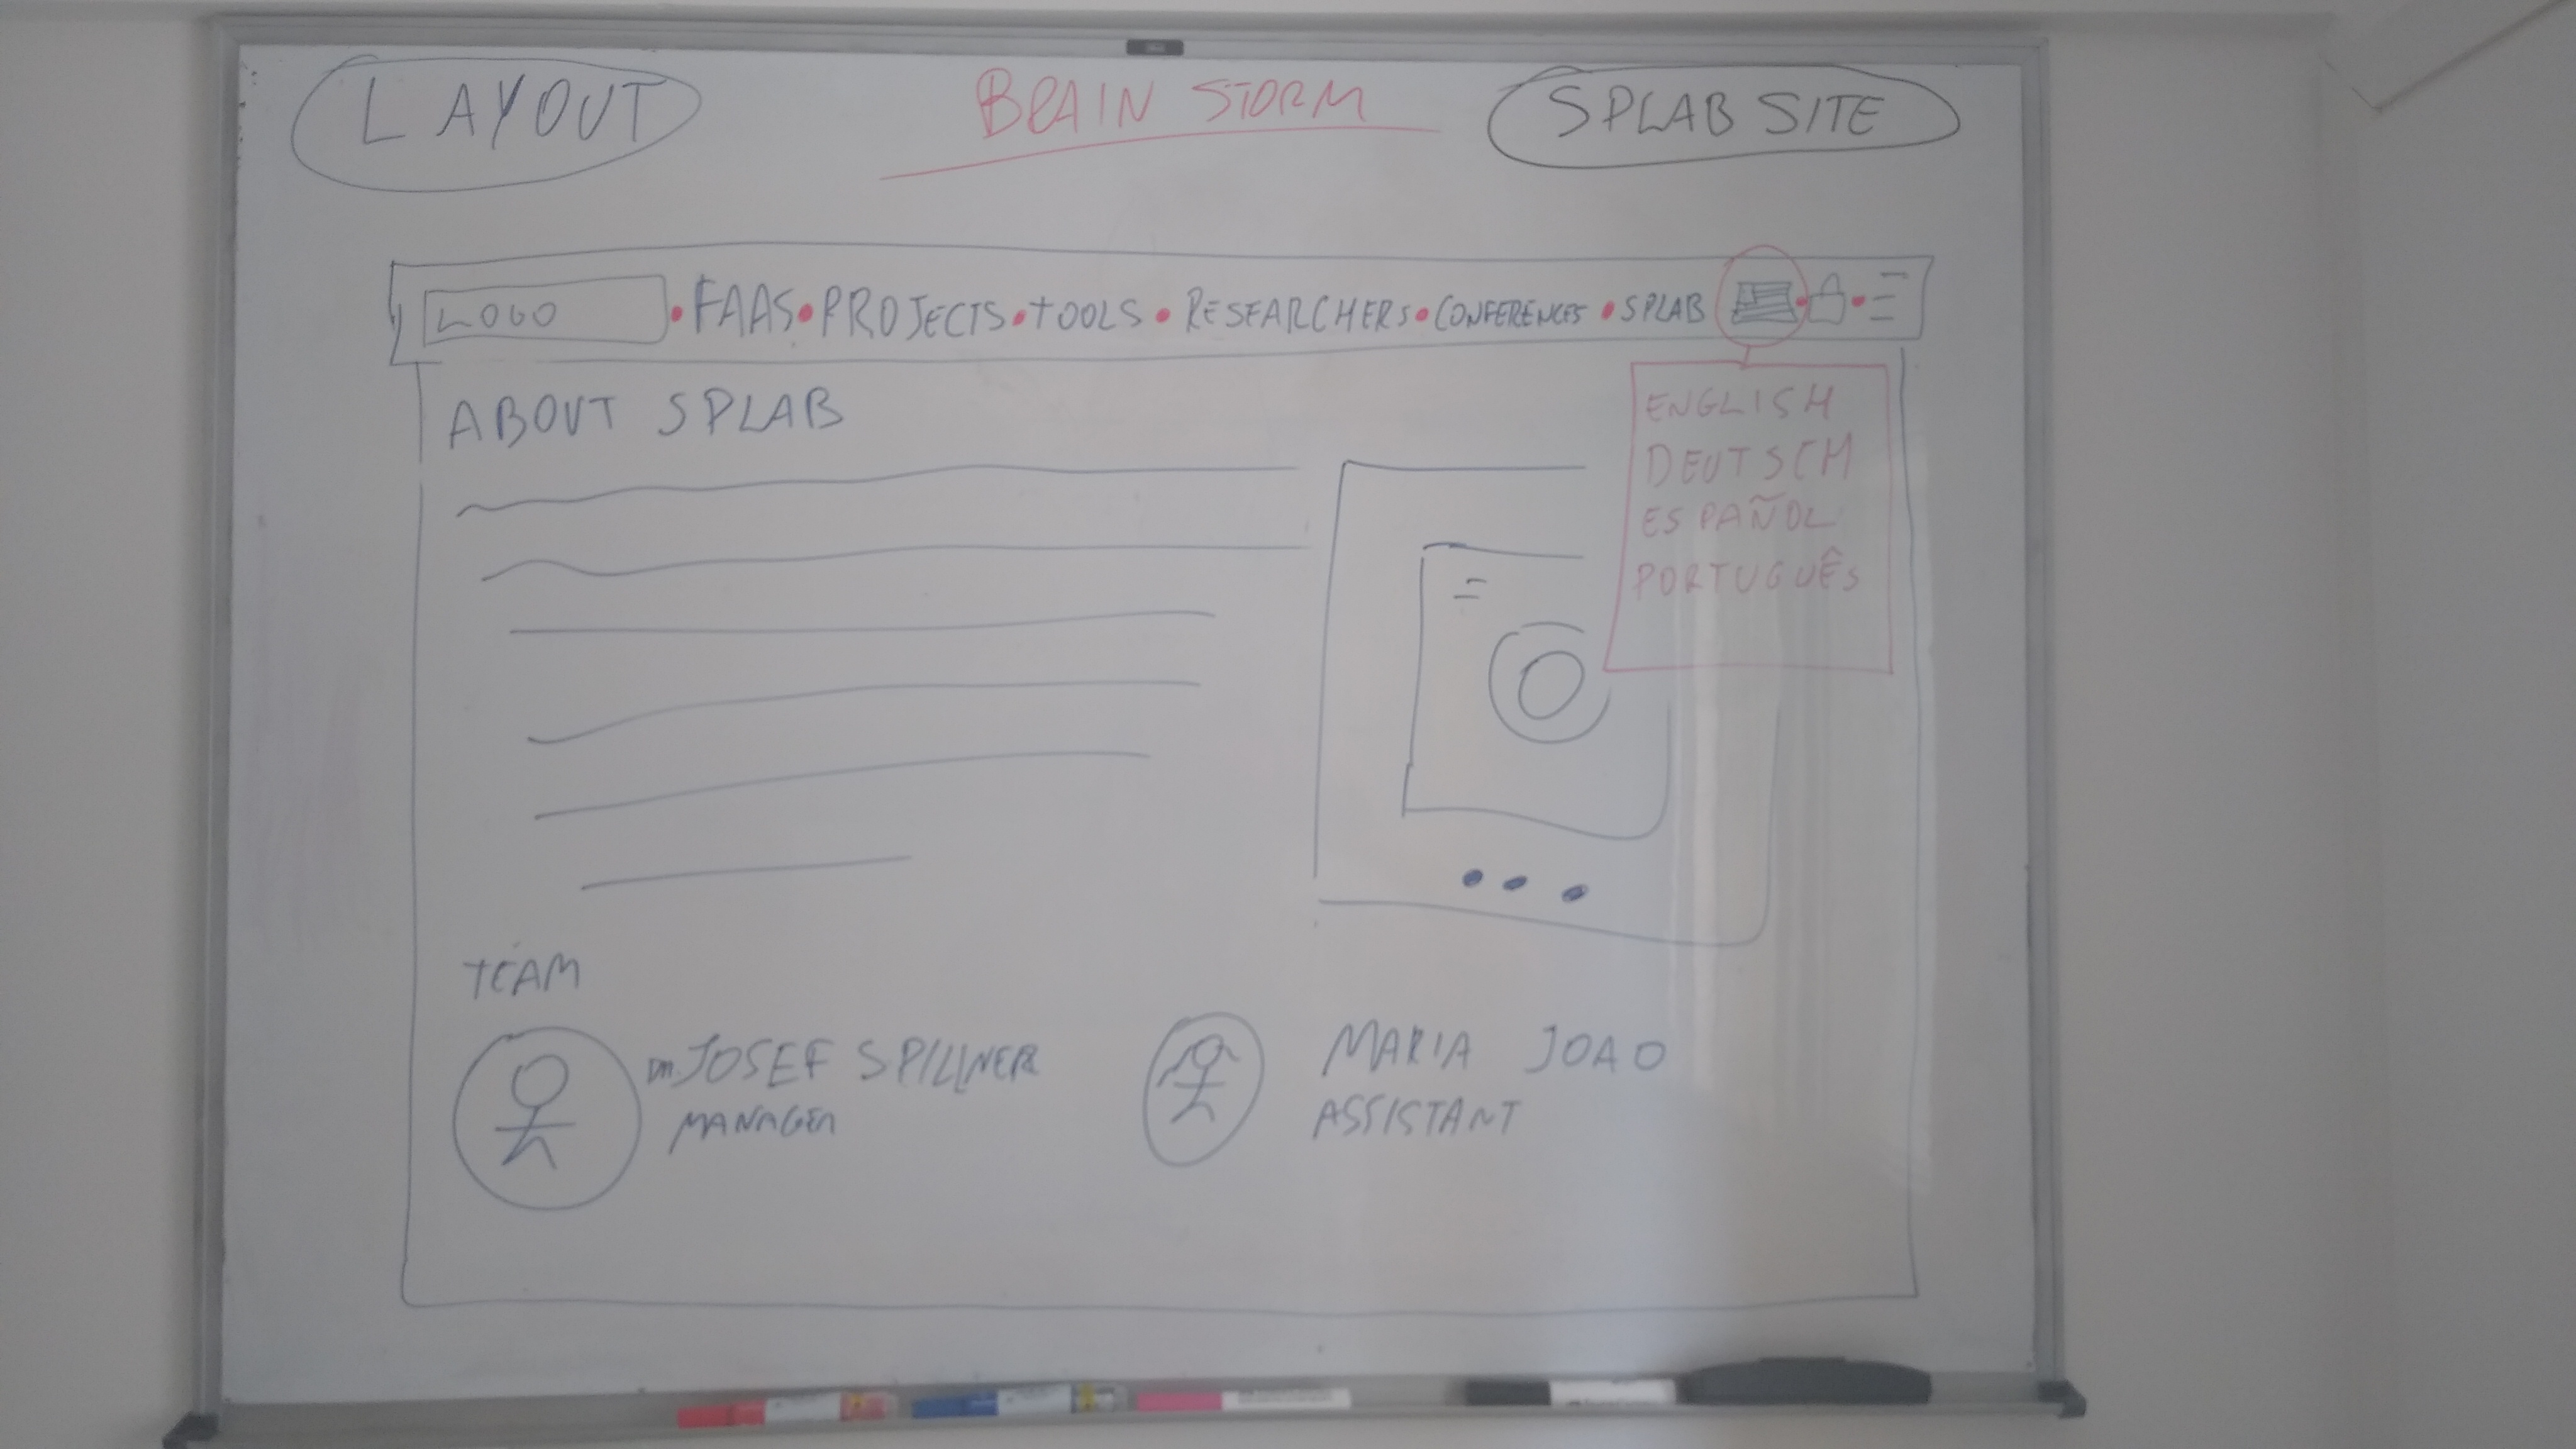 LAYOUT
BRAIN STORM
SPLAB SITE
LOGO • FAAS • PROJECTS • TOOLS • RESEARCHERS • CONFERENCES • SPLAB
ENGLISH
DEUTSCH
ESPAÑOL
PORTUGUÊS
ABOUT SPLAB
TEAM
DR. JOSEF SPILLNER
MANAGER
MARIA JOAO
ASSISTANT